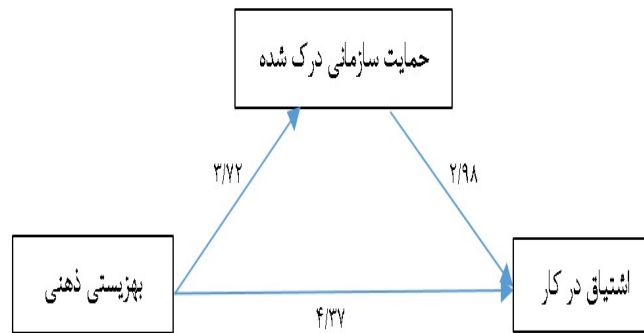 حمایت سازمانی درک شده
۳/۷۲
۲/۹۸
بهزیستی ذهنی
اشتیاق در کار
۴/۳۷